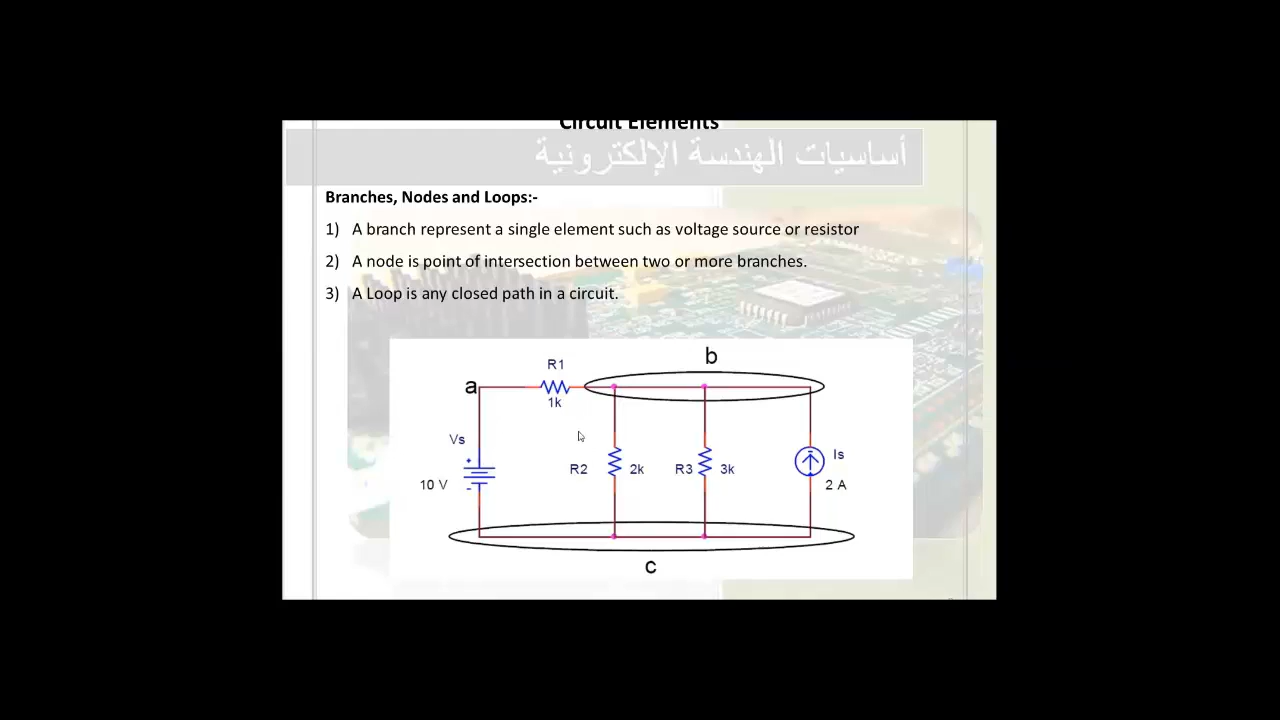 Circuit Elements
أساسيات الهندسة الإلكترونية
Branches, Nodes and Loops:-
1) A branch represent a single element such as voltage source or resistor
2) A node is point of intersection between two or more branches.
3) A Loop is any closed path in a circuit.
b
R1
a
1k
Vs
+
10 V
-
R2
2k
R3
3k
Is
2 A
c